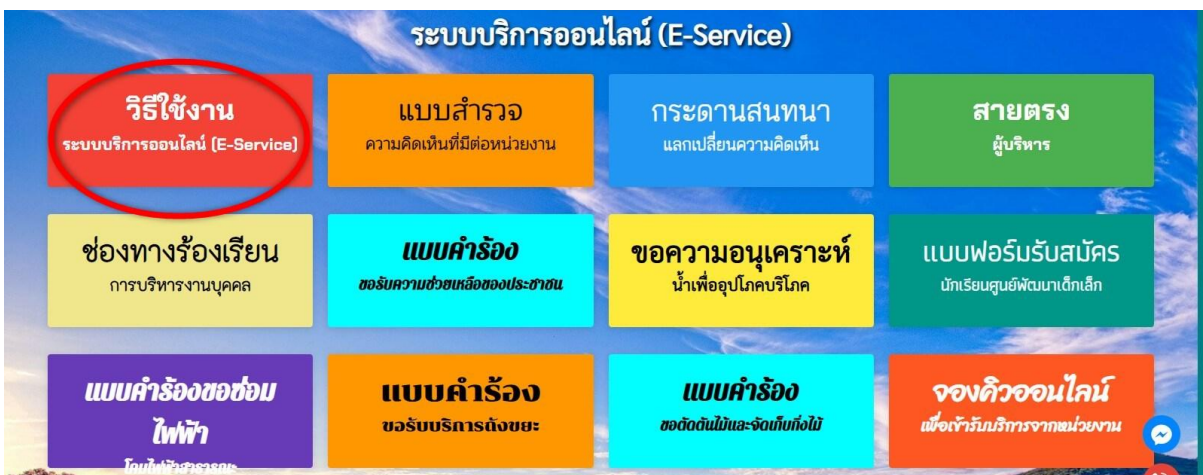 ระบบบริการออนไลน์ (E-Service)
วิธีใช้งาน
ระบบบริการออนไลน์ (E-Service)
แบบสำรวจ
ความคิดเห็นที่มีต่อหน่วยงาน
กระดานสนทนา
แลกเปลี่ยนความคิดเห็น
สายตรง
ผู้บริหาร
ช่องทางร้องเรียน
การบริหารงานบุคคล
แบบคำร้อง
ขอรับความช่วยเหลือของประชาชน
ขอความอนุเคราะห์
น้ำเพื่ออุปโภคบริโภค
แบบฟอร์มรับสมัคร
นักเรียนศูนย์พัฒนาเด็กเล็ก
แบบคำร้องขอซ่อม
ไฟฟ้า
โคมไฟฟ้าสาธารณะ
แบบคำร้อง
ขอรับบริการถังขยะ
แบบคำร้อง
ขอตัดต้นไม้และจัดเก็บกิ่งไม้
จองคิวออนไลน์
เพื่อเข้ารับบริการจากหน่วยงาน